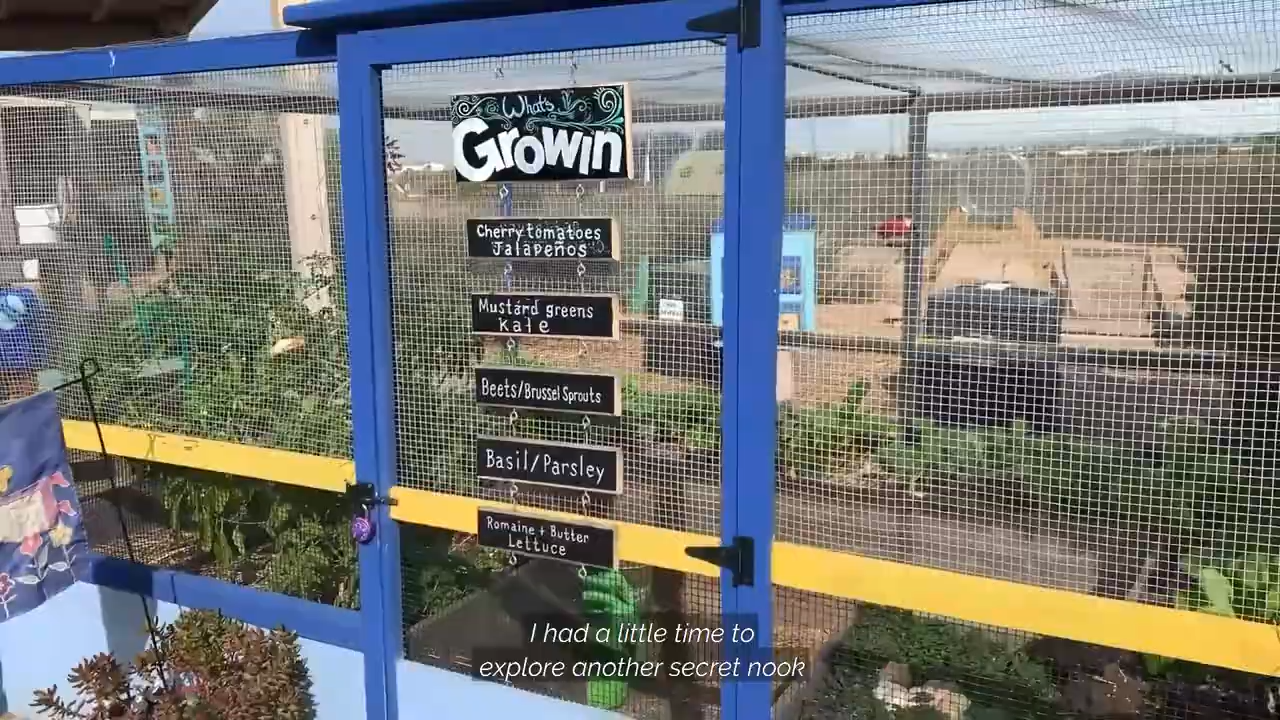 What's
Growin
Cherry tomatoes
Jalapeños
Mustard greens
Kale
Beets/Brussel Sprouts
Basil/Parsley
Romaine + Butter
Lettuce
I had a little time to
explore another secret nook